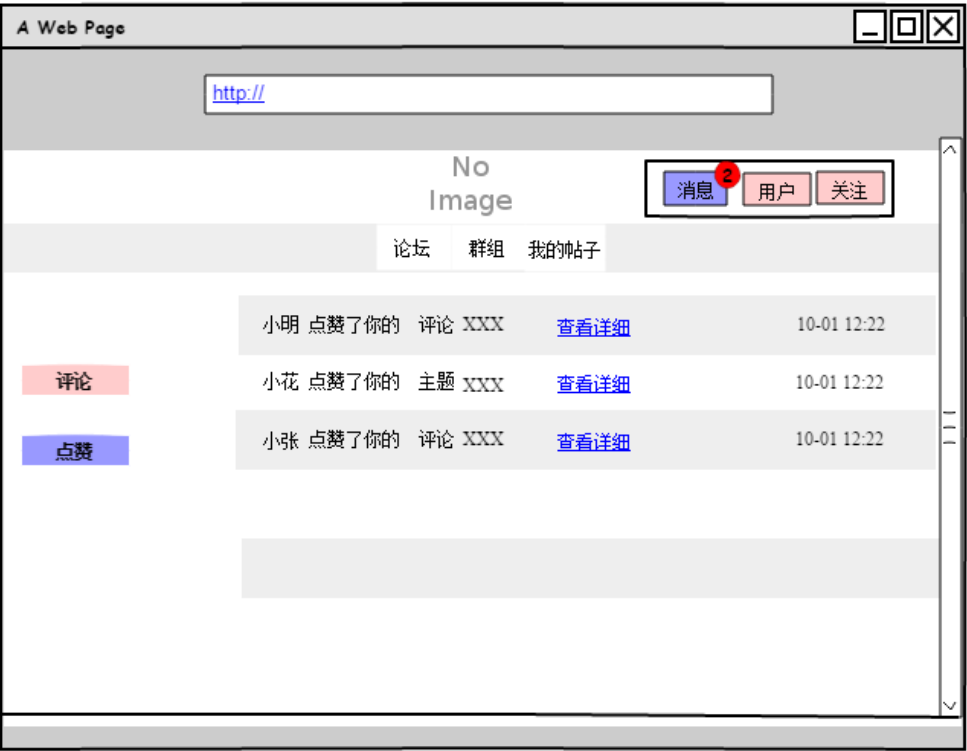 A Web Page
http://
No
Image
消息 2 用户 关注
论坛 群组 我的帖子
小明 点赞了你的 评论 XXX 查看详细 10-01 12:22
评论
小花 点赞了你的 主题 XXX 查看详细 10-01 12:22
点赞
小张 点赞了你的 评论 XXX 查看详细 10-01 12:22